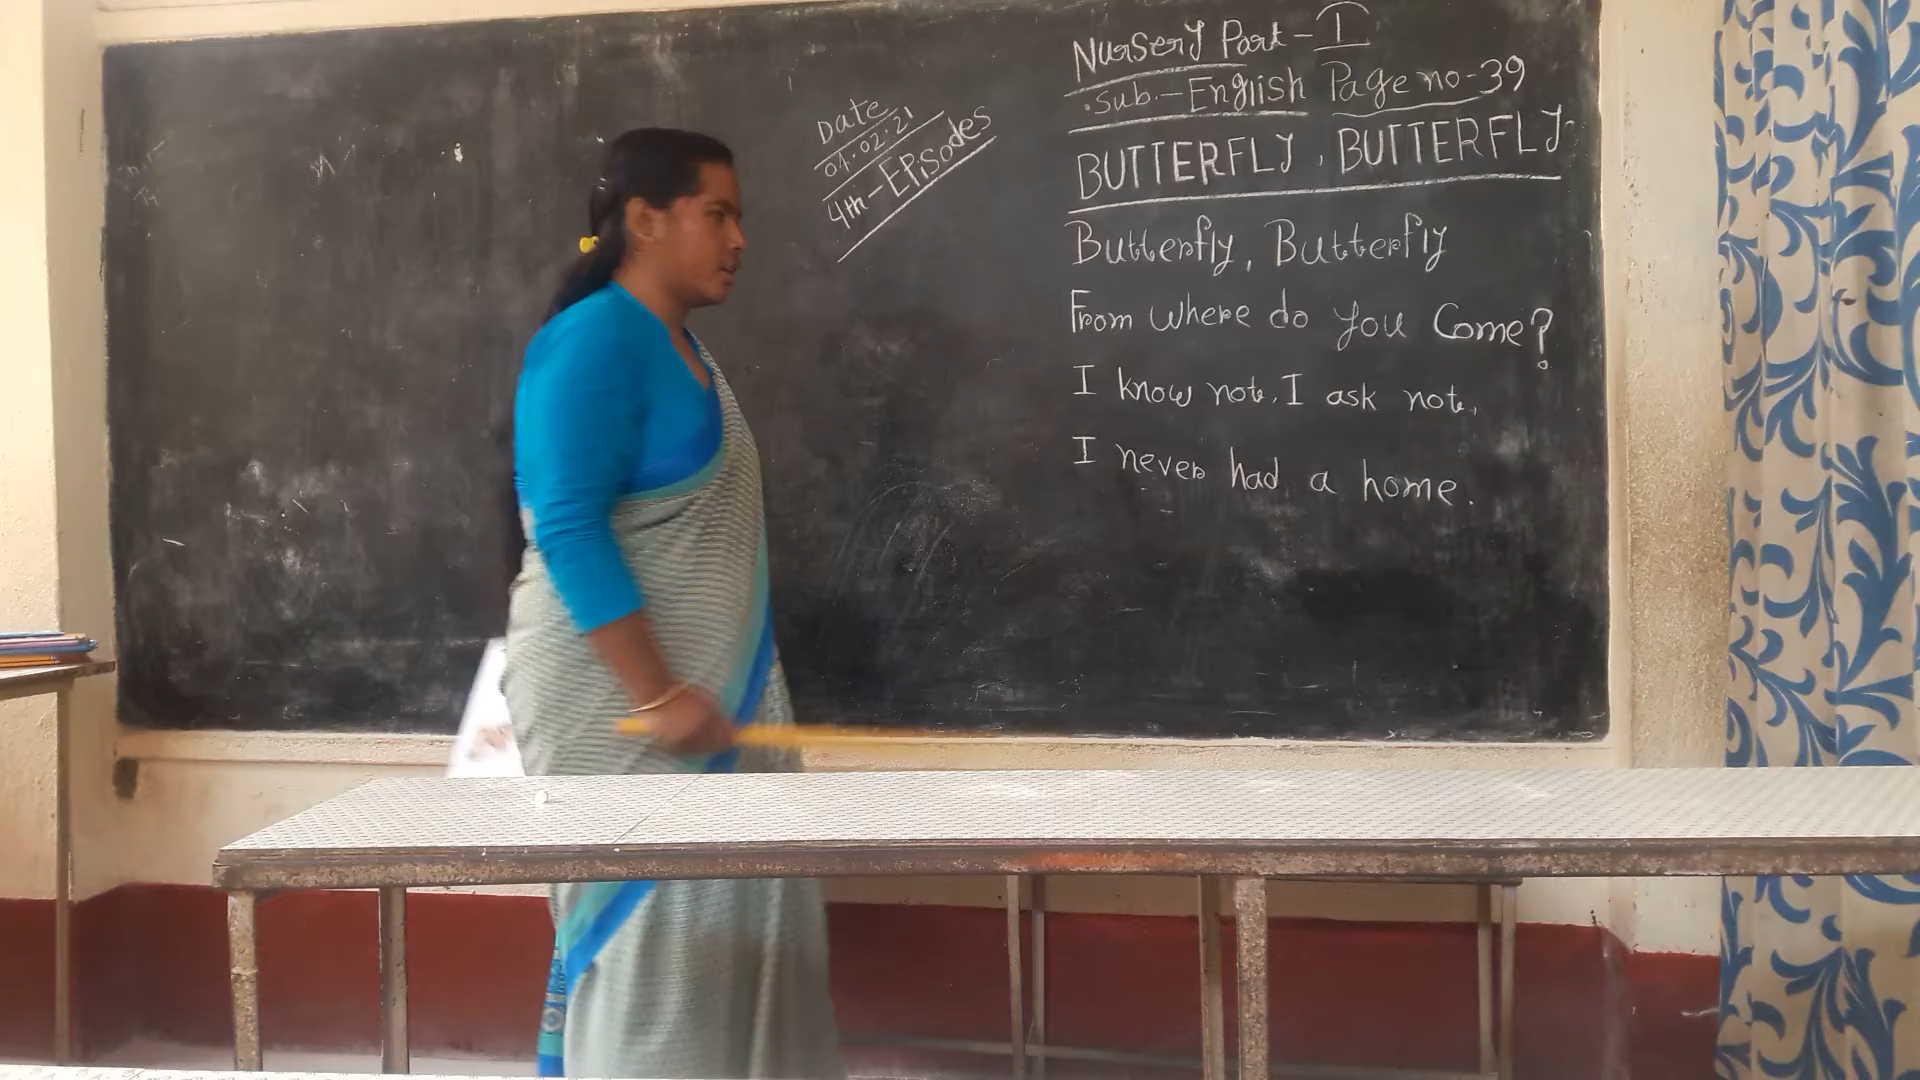 Date
04.02.21
4th-Episodes
Nursery Part-I
Sub.-English Page no-39
BUTTERFLY, BUTTERFLY
Butterfly, Butterfly
From where do you Come?
I know not, I ask not,
I never had a home.